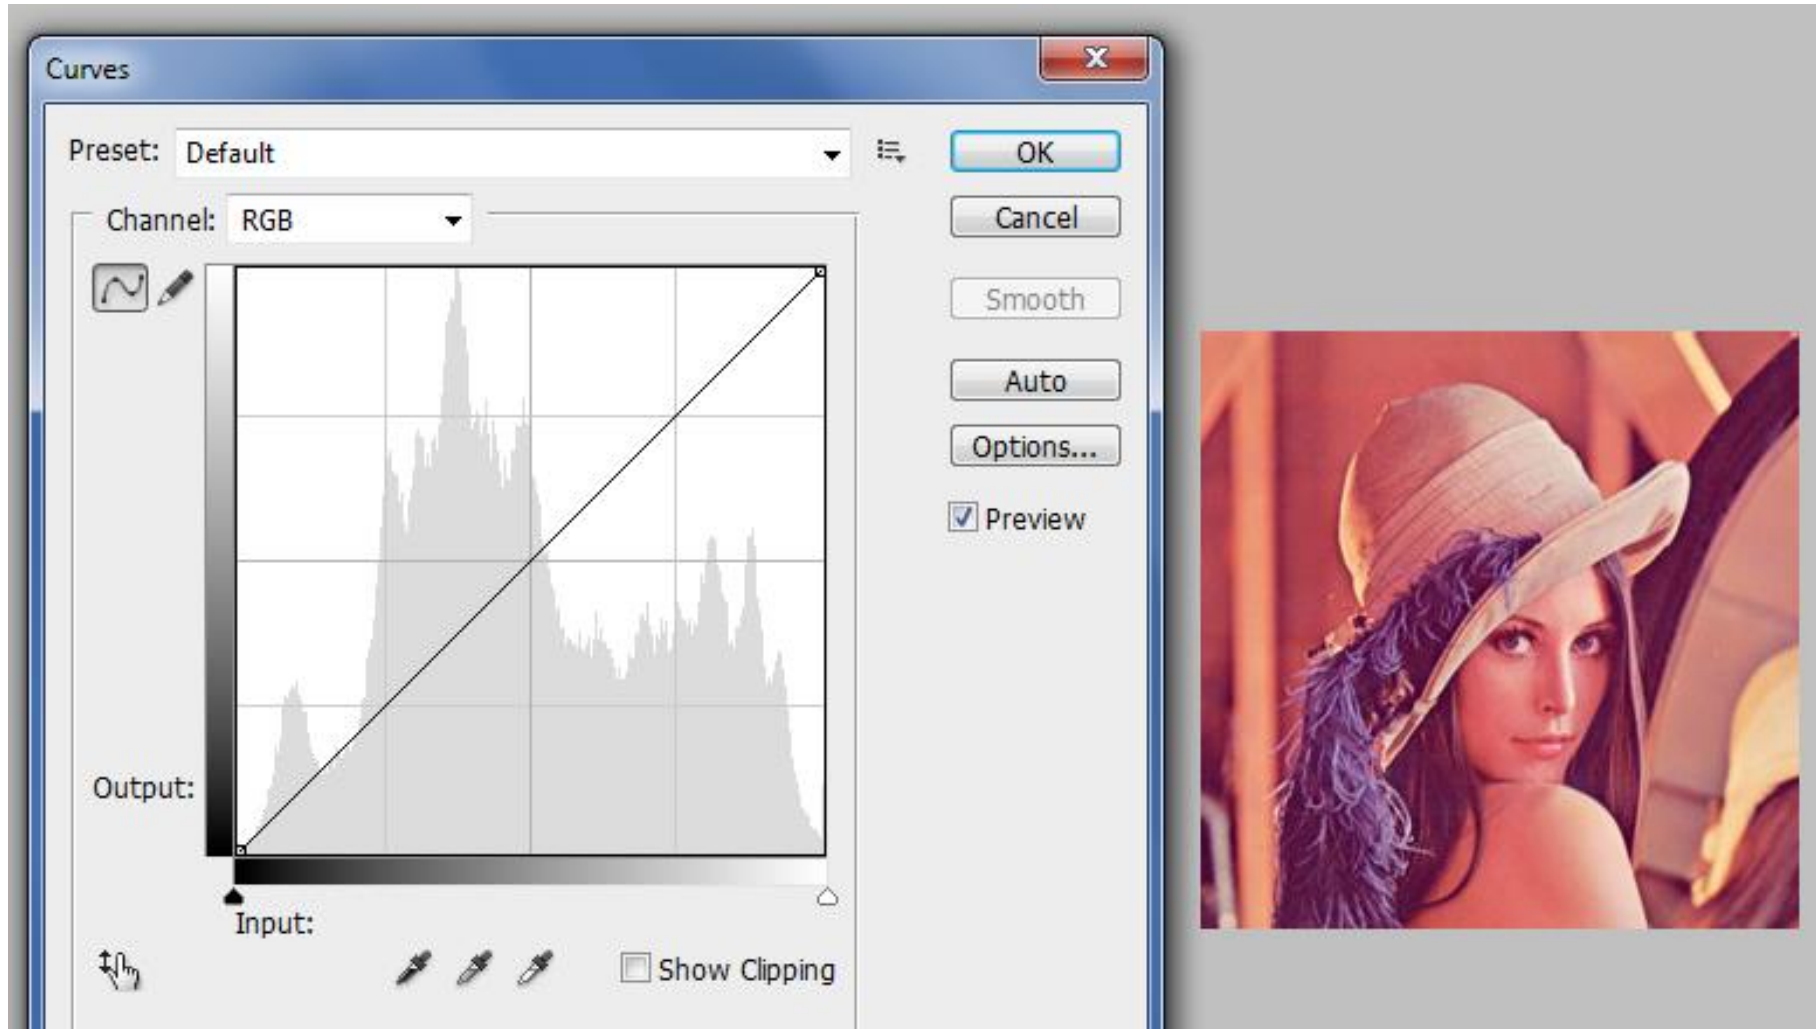 Curves
Preset: Default
OK
Channel: RGB
Cancel
Smooth
Auto
Options...
Preview
Output:
Input:
Show Clipping